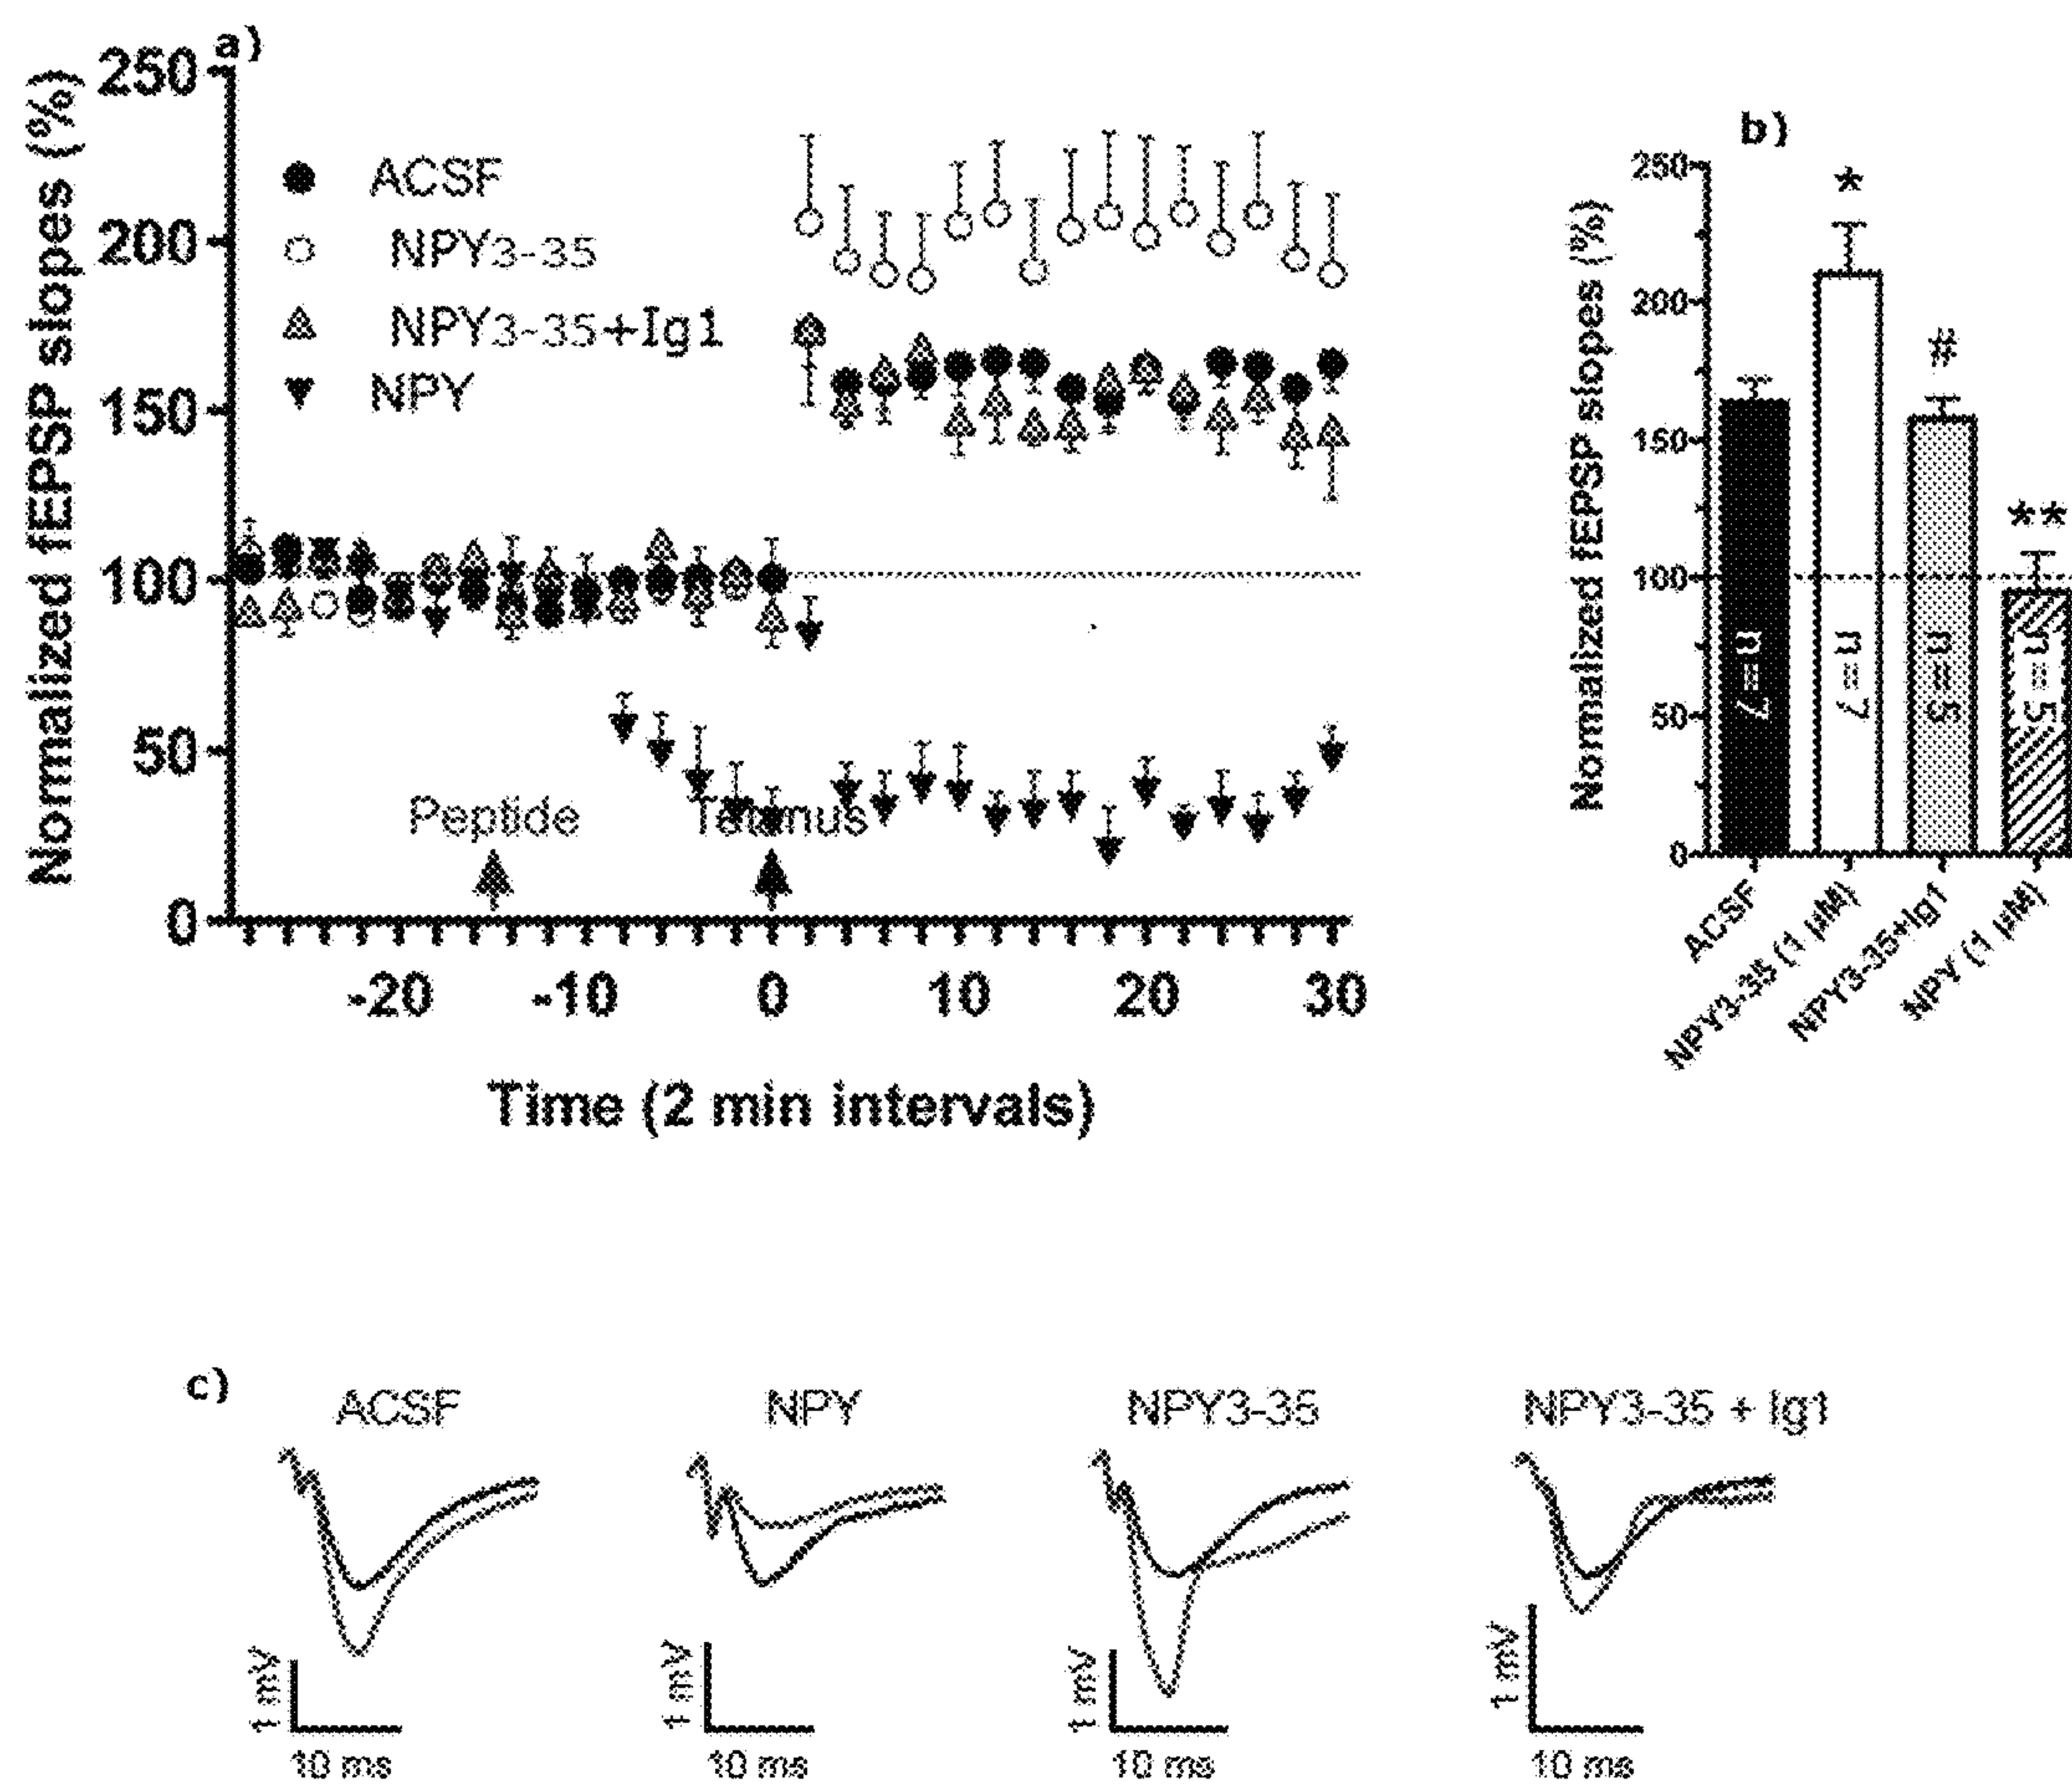 a)
Normalized fEPSP slopes (%)
250
200
150
100
50
0
ACSF
NPY3-35
NPY3-35+Ig1
NPY
Peptide
Tetanus
-20 -10 0 10 20 30
Time (2 min intervals)
b)
Normalized fEPSP slopes (%)
250
200
150
100
50
0
*
#
**
n=7
n=7
n=5
n=5
ACSF
NPY3-35 (1 µM)
NPY3-35+Ig1
NPY (1 µM)
c)
ACSF NPY NPY3-35 NPY3-35 + Ig1
1 mV 1 mV 1 mV 1 mV
10 ms 10 ms 10 ms 10 ms